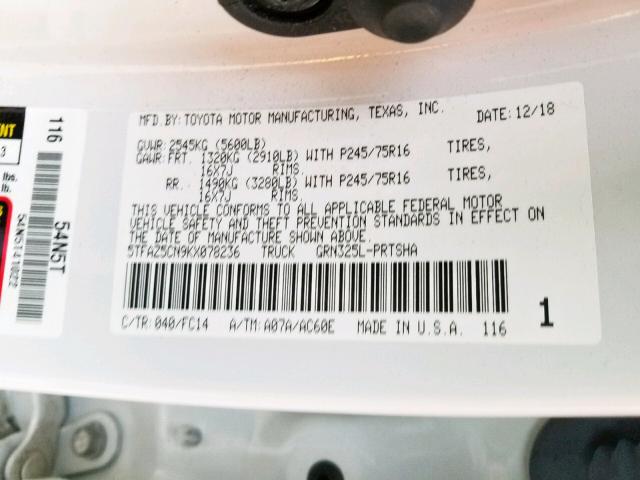 MFD.BY: TOYOTA MOTOR MANUFACTURING, TEXAS, INC. DATE: 12/18
GVWR: 2545KG (5600LB)
GAWR: FRT. 1320KG (2910LB) WITH P245/75R16 TIRES,
16X7J RIMS,
RR. 1490KG (3280LB) WITH P245/75R16 TIRES,
16X7J RIMS.
THIS VEHICLE CONFORMS TO ALL APPLICABLE FEDERAL MOTOR
VEHICLE SAFETY AND THEFT PREVENTION STANDARDS IN EFFECT ON
THE DATE OF MANUFACTURE SHOWN ABOVE.
5TFAZ5CN9KX078236 TRUCK GRN325L-PRTSHA
C/TR: 040/FC14 A/TM: A07A/AC60E MADE IN U.S.A. 116
1
116
54N5T
3
lbs.
lb.